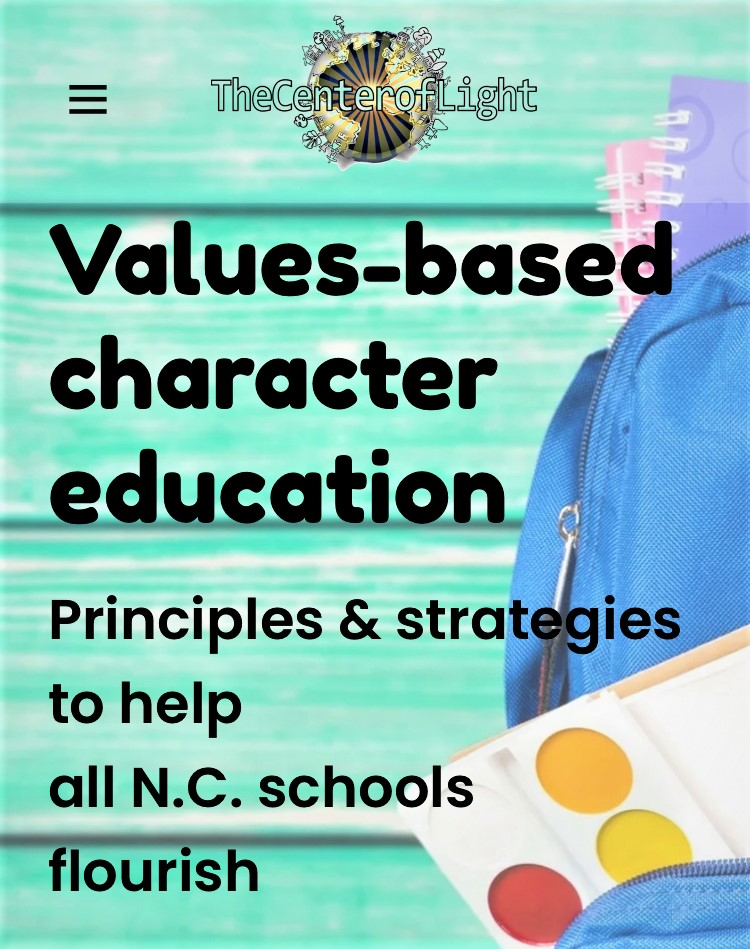 TheCenterofLight
Values-based
character
education
Principles & strategies
to help
all N.C. schools
flourish